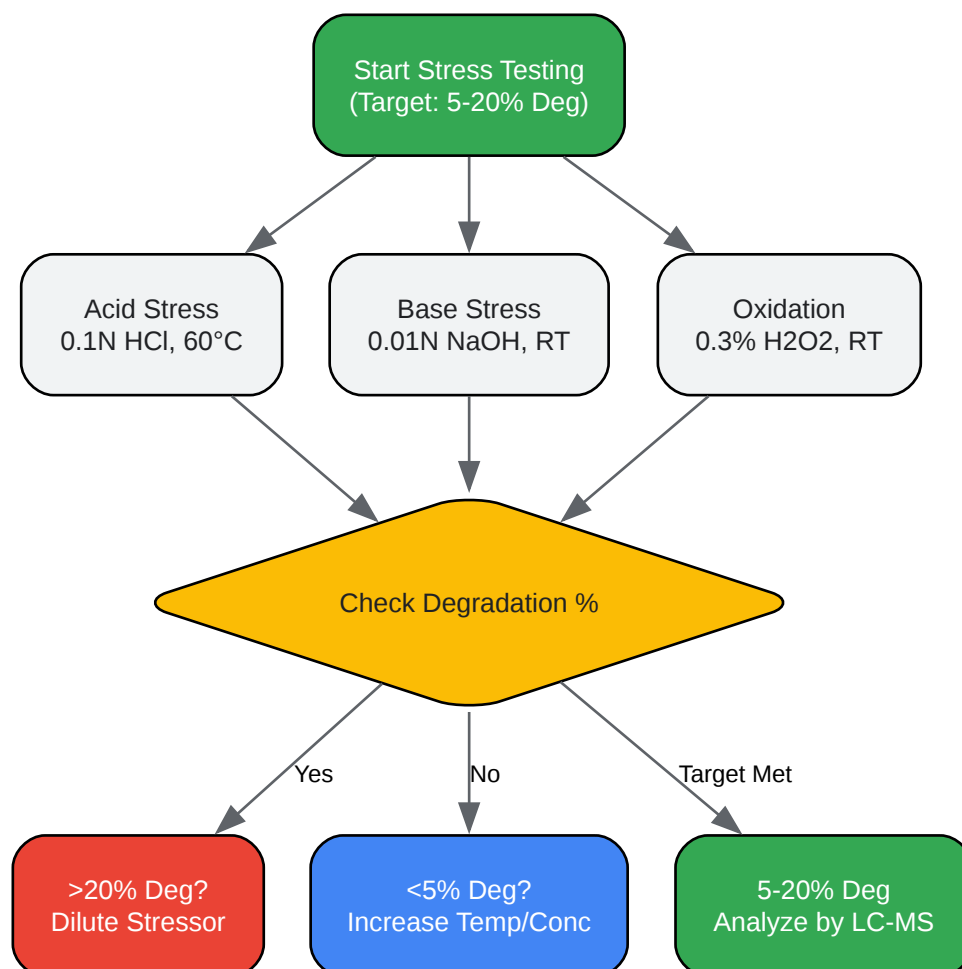 Start Stress Testing
(Target: 5-20% Deg)
Acid Stress
0.1N HCl, 60°C
Base Stress
0.01N NaOH, RT
Oxidation
0.3% H2O2, RT
Check Degradation %
Yes
No
Target Met
>20% Deg?
Dilute Stressor
<5% Deg?
Increase Temp/Conc
5-20% Deg
Analyze by LC-MS